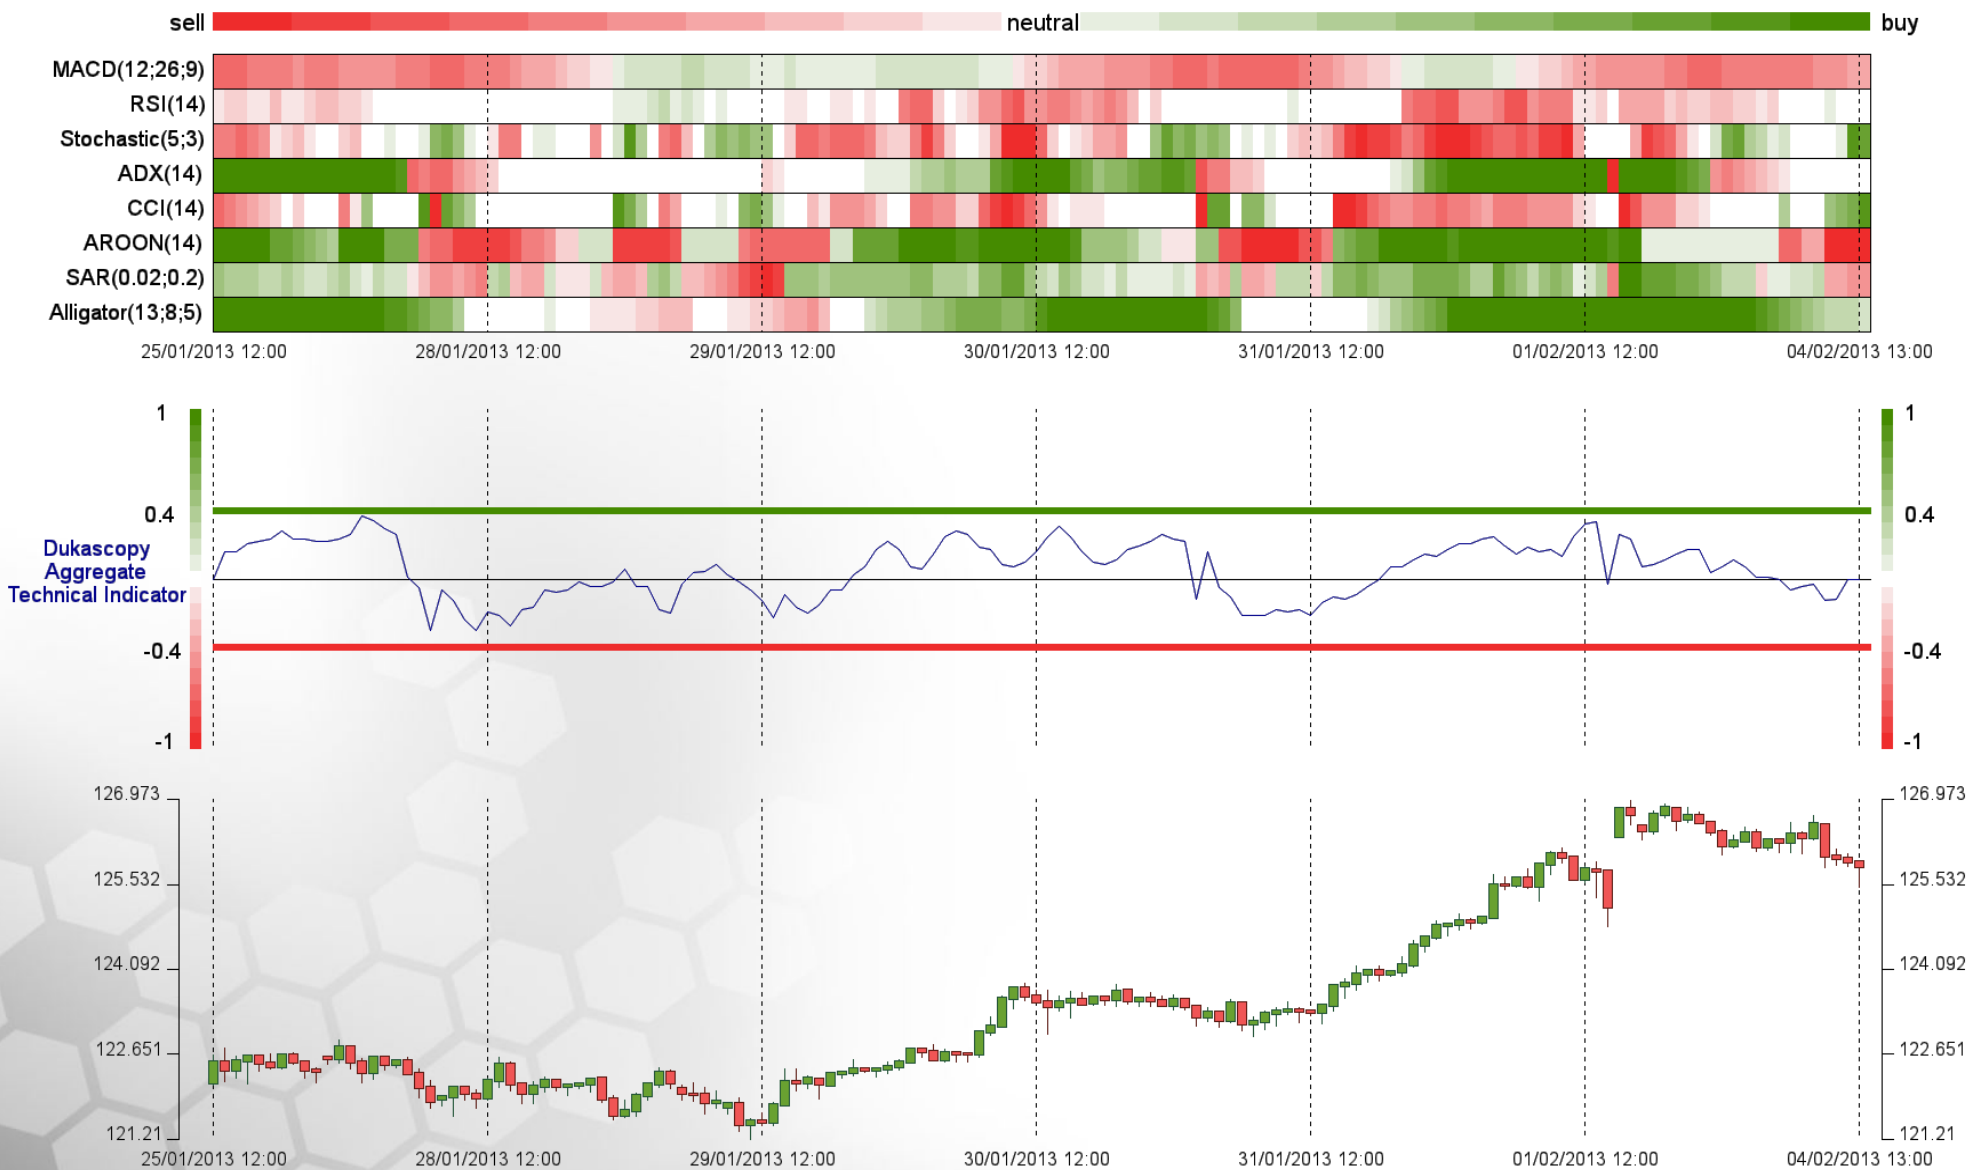 sell neutral buy
MACD(12;26;9)
RSI(14)
Stochastic(5;3)
ADX(14)
CCI(14)
AROON(14)
SAR(0.02;0.2)
Alligator(13;8;5)
25/01/2013 12:00 28/01/2013 12:00 29/01/2013 12:00 30/01/2013 12:00 31/01/2013 12:00 01/02/2013 12:00 04/02/2013 13:00
1 1
0.4 0.4
Dukascopy
Aggregate
Technical Indicator
-0.4 -0.4
-1 -1
126.973 126.973
125.532 125.532
124.092 124.092
122.651 122.651
121.21 121.21
25/01/2013 12:00 28/01/2013 12:00 29/01/2013 12:00 30/01/2013 12:00 31/01/2013 12:00 01/02/2013 12:00 04/02/2013 13:00